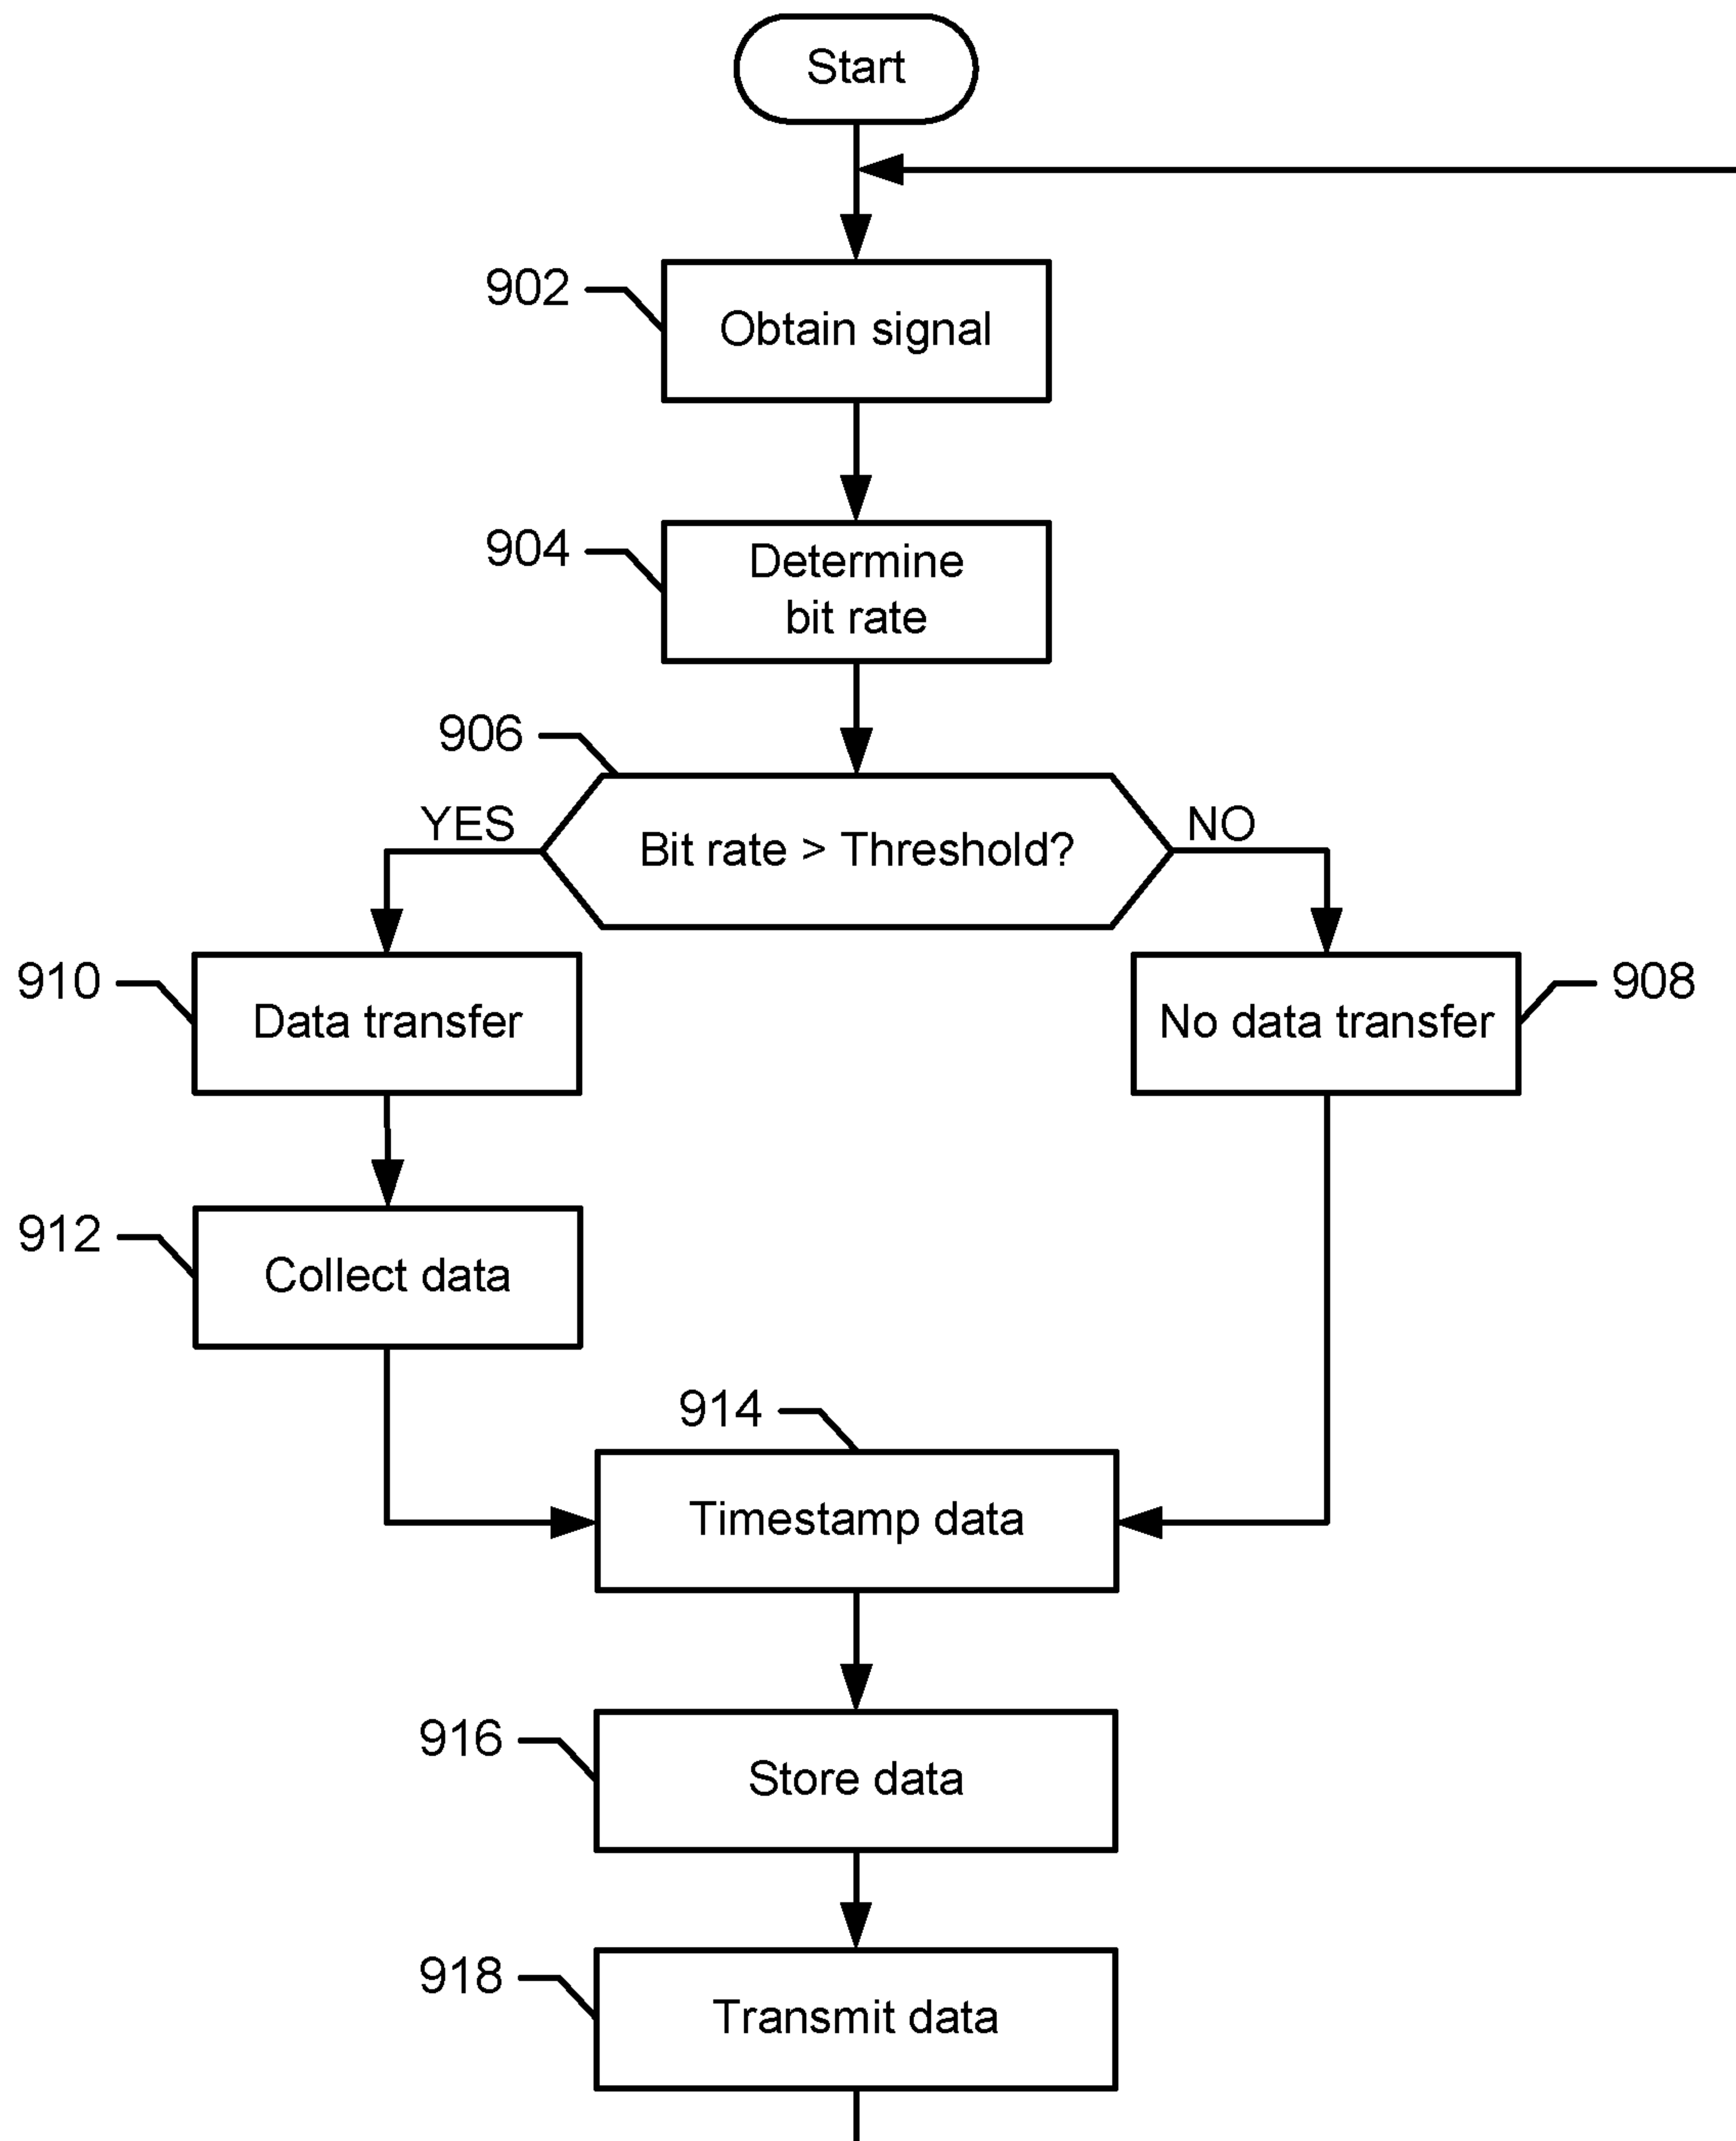 Start
902
Obtain signal
904
Determine
bit rate
906
YES
Bit rate > Threshold?
NO
910
Data transfer
No data transfer
908
912
Collect data
914
Timestamp data
916
Store data
918
Transmit data